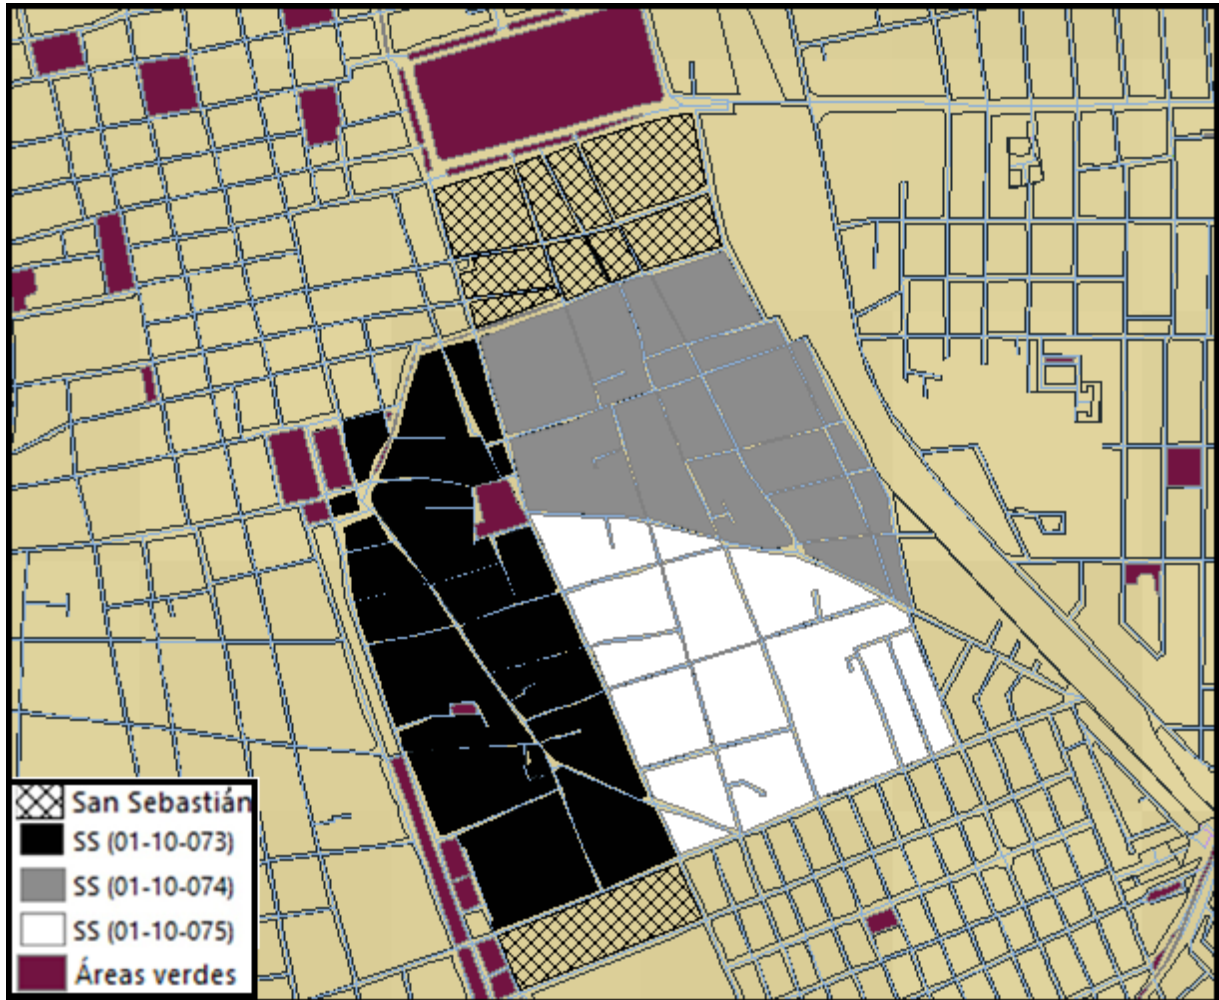 San Sebastián
SS (01-10-073)
SS (01-10-074)
SS (01-10-075)
Áreas verdes